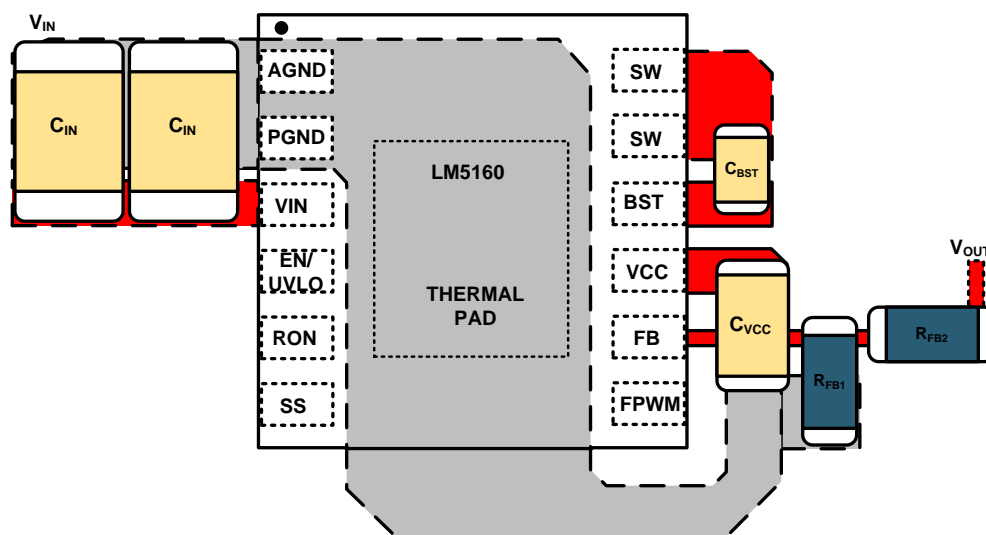 VIN
CIN
CIN
AGND
PGND
VIN
EN/
UVLO
RON
SS
LM5160
THERMAL
PAD
SW
SW
BST
VCC
FB
FPWM
CBST
CVCC
VOUT
RFB2
RFB1